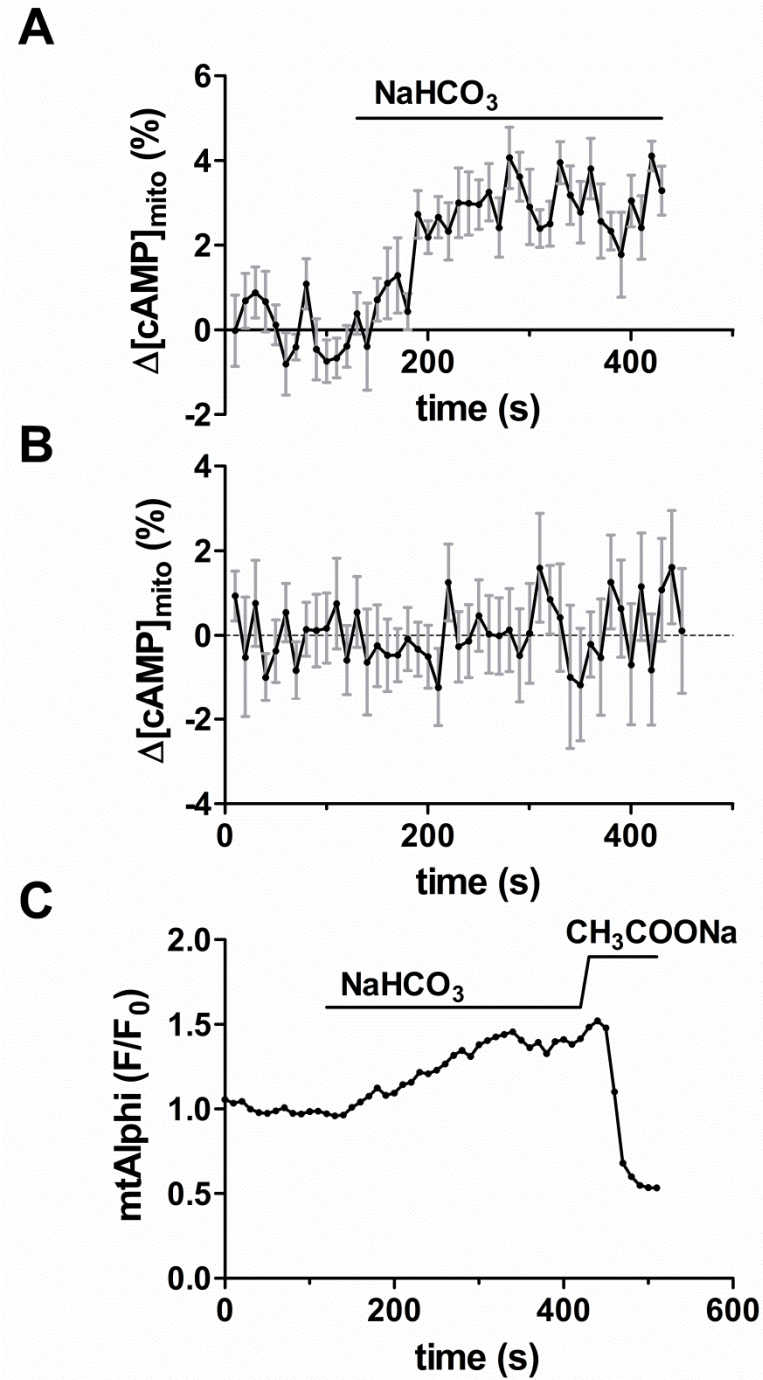 A
6
NaHCO₃
4
2
0
-2
200
400
time (s)
Δ[cAMP]mito (%)
B
4
2
0
-2
-4
0
200
400
time (s)
Δ[cAMP]mito (%)
C
2.0
CH₃COONa
NaHCO₃
1.5
1.0
0.5
0.0
0
200
400
600
time (s)
mtAlphi (F/F₀)